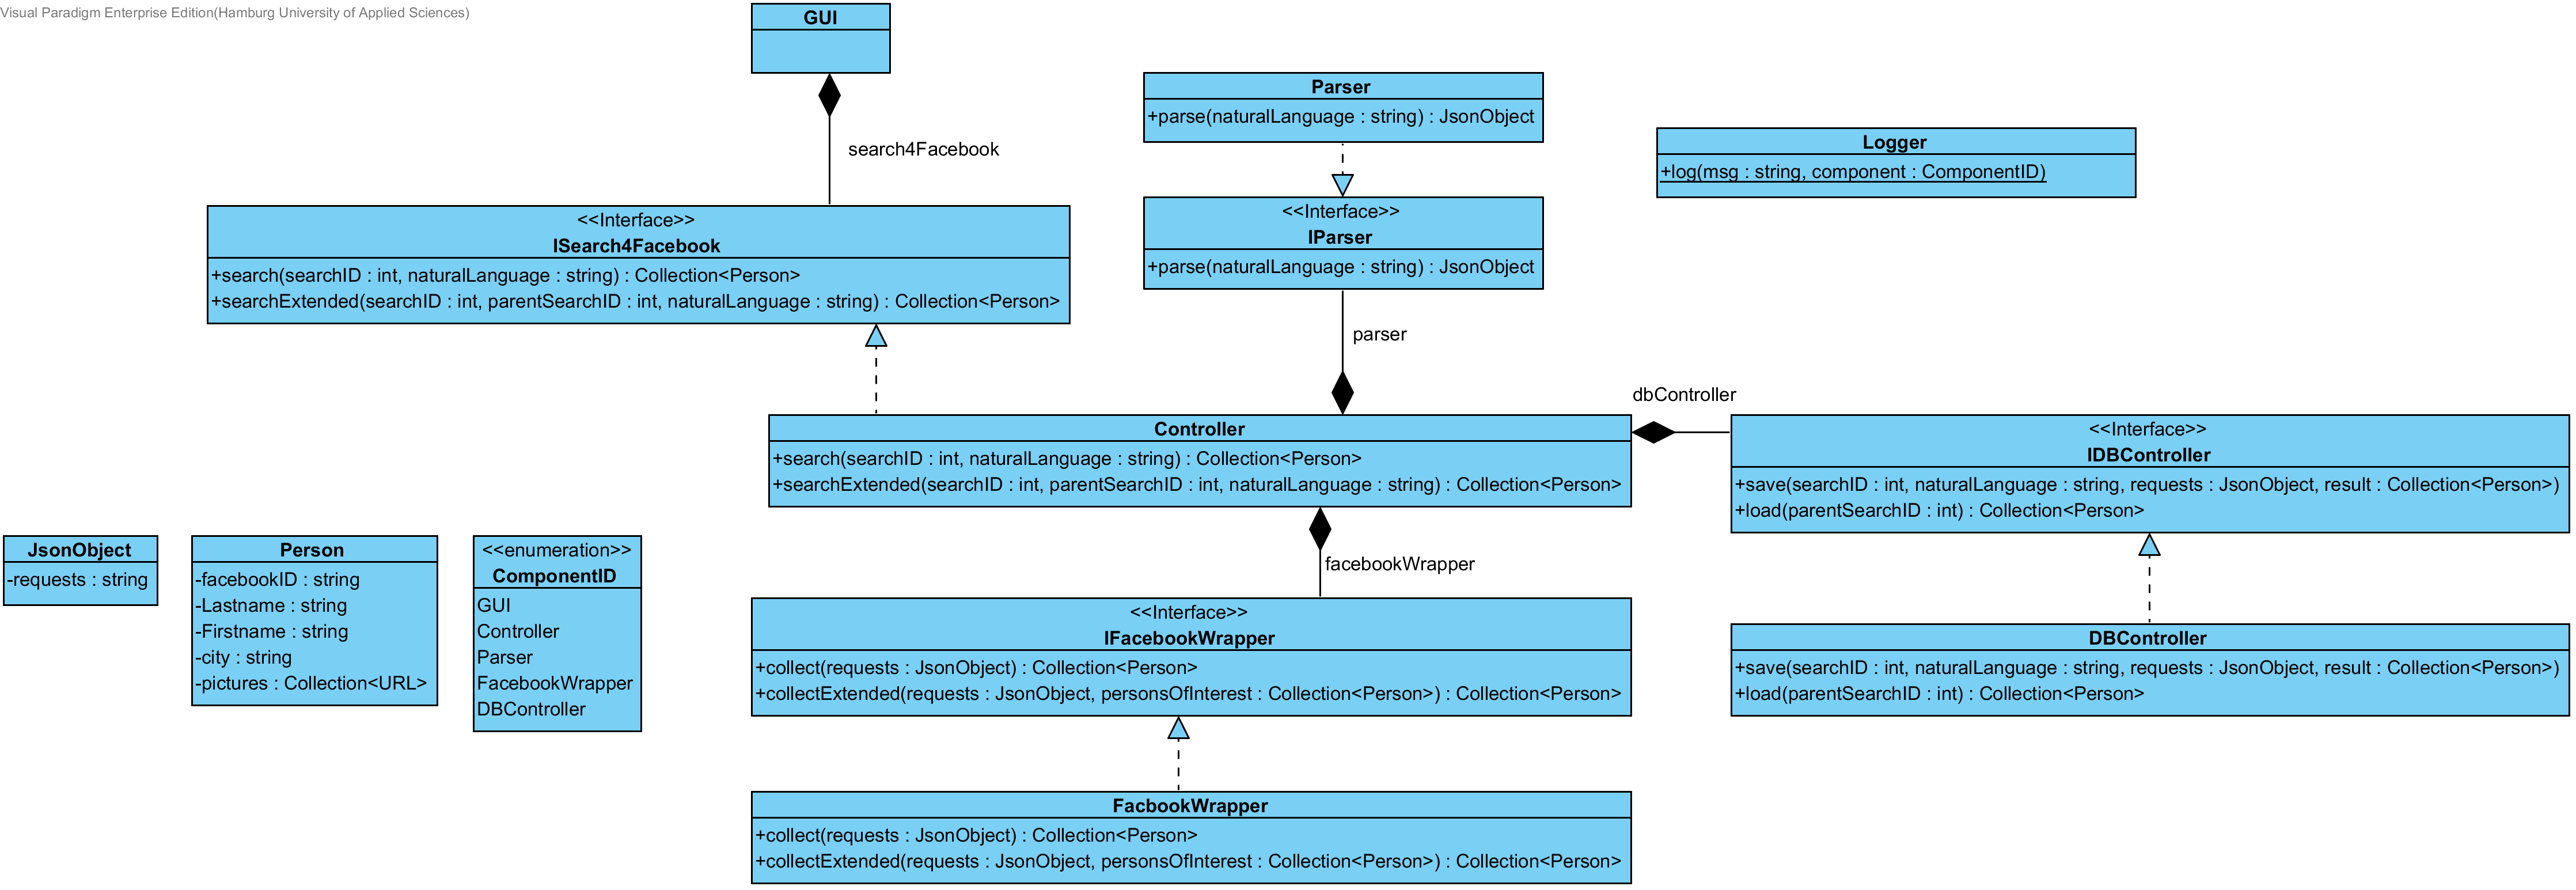 Visual Paradigm Enterprise Edition(Hamburg University of Applied Sciences)
GUI
search4Facebook
Parser
+parse(naturalLanguage : string) : JsonObject
Logger
+log(msg : string, component : ComponentID)
<<Interface>>
ISearch4Facebook
+search(searchID : int, naturalLanguage : string) : Collection<Person>
+searchExtended(searchID : int, parentSearchID : int, naturalLanguage : string) : Collection<Person>
<<Interface>>
IParser
+parse(naturalLanguage : string) : JsonObject
parser
dbController
Controller
+search(searchID : int, naturalLanguage : string) : Collection<Person>
+searchExtended(searchID : int, parentSearchID : int, naturalLanguage : string) : Collection<Person>
<<Interface>>
IDBController
+save(searchID : int, naturalLanguage : string, requests : JsonObject, result : Collection<Person>)
+load(parentSearchID : int) : Collection<Person>
JsonObject
-requests : string
Person
-facebookID : string
-Lastname : string
-Firstname : string
-city : string
-pictures : Collection<URL>
<<enumeration>>
ComponentID
GUI
Controller
Parser
FacebookWrapper
DBController
facebookWrapper
<<Interface>>
IFacebookWrapper
+collect(requests : JsonObject) : Collection<Person>
+collectExtended(requests : JsonObject, personsOfInterest : Collection<Person>) : Collection<Person>
DBController
+save(searchID : int, naturalLanguage : string, requests : JsonObject, result : Collection<Person>)
+load(parentSearchID : int) : Collection<Person>
FacbookWrapper
+collect(requests : JsonObject) : Collection<Person>
+collectExtended(requests : JsonObject, personsOfInterest : Collection<Person>) : Collection<Person>